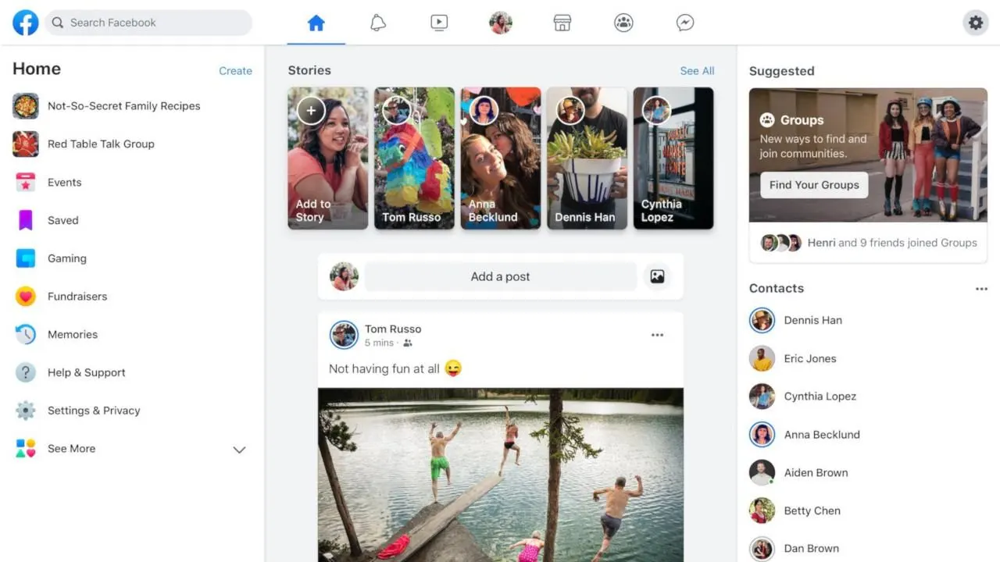 Search Facebook
Home
Create
Not-So-Secret Family Recipes
Red Table Talk Group
Events
Saved
Gaming
Fundraisers
Memories
Help & Support
Settings & Privacy
See More
Stories
See All
Add to
Story
Tom Russo
Anna
Becklund
Dennis Han
PUBLIC
MARKET
Cynthia
Lopez
Add a post
Tom Russo
5 mins ·
Not having fun at all
Suggested
Groups
New ways to find and
join communities.
Find Your Groups
Henri and 9 friends joined Groups
Contacts
Dennis Han
Eric Jones
Cynthia Lopez
Anna Becklund
Aiden Brown
Betty Chen
Dan Brown